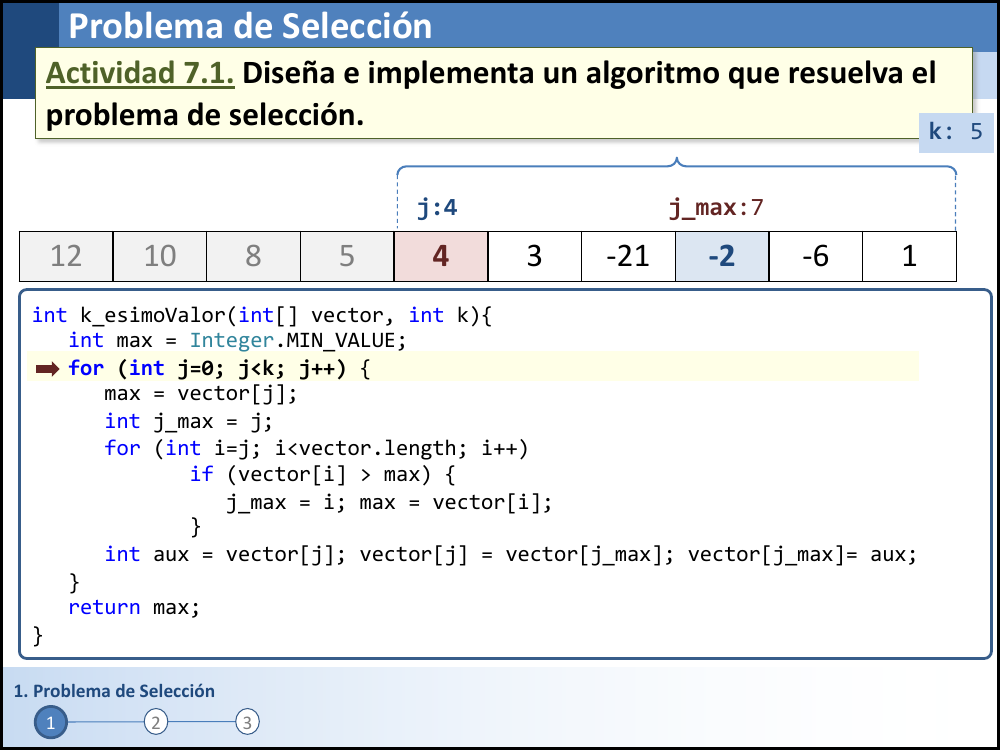 Problema de Selección
Actividad 7.1. Diseña e implementa un algoritmo que resuelva el
problema de selección.
k: 5
j:4 j_max:7
12 10 8 5 4 3 -21 -2 -6 1
int k_esimoValor(int[] vector, int k){
int max = Integer.MIN_VALUE;
for (int j=0; j<k; j++) {
max = vector[j];
int j_max = j;
for (int i=j; i<vector.length; i++)
if (vector[i] > max) {
j_max = i; max = vector[i];
}
int aux = vector[j]; vector[j] = vector[j_max]; vector[j_max]= aux;
}
return max;
}
1. Problema de Selección
1 2 3